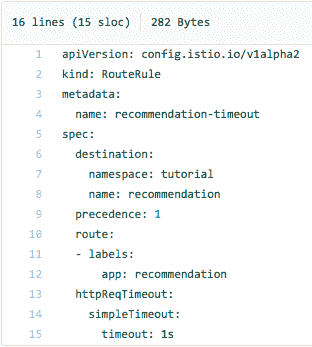 16 lines (15 sloc) 282 Bytes
1 apiVersion: config.istio.io/v1alpha2
2 kind: RouteRule
3 metadata:
4   name: recommendation-timeout
5 spec:
6   destination:
7     namespace: tutorial
8     name: recommendation
9   precedence: 1
10   route:
11   - labels:
12       app: recommendation
13   httpReqTimeout:
14     simpleTimeout:
15       timeout: 1s